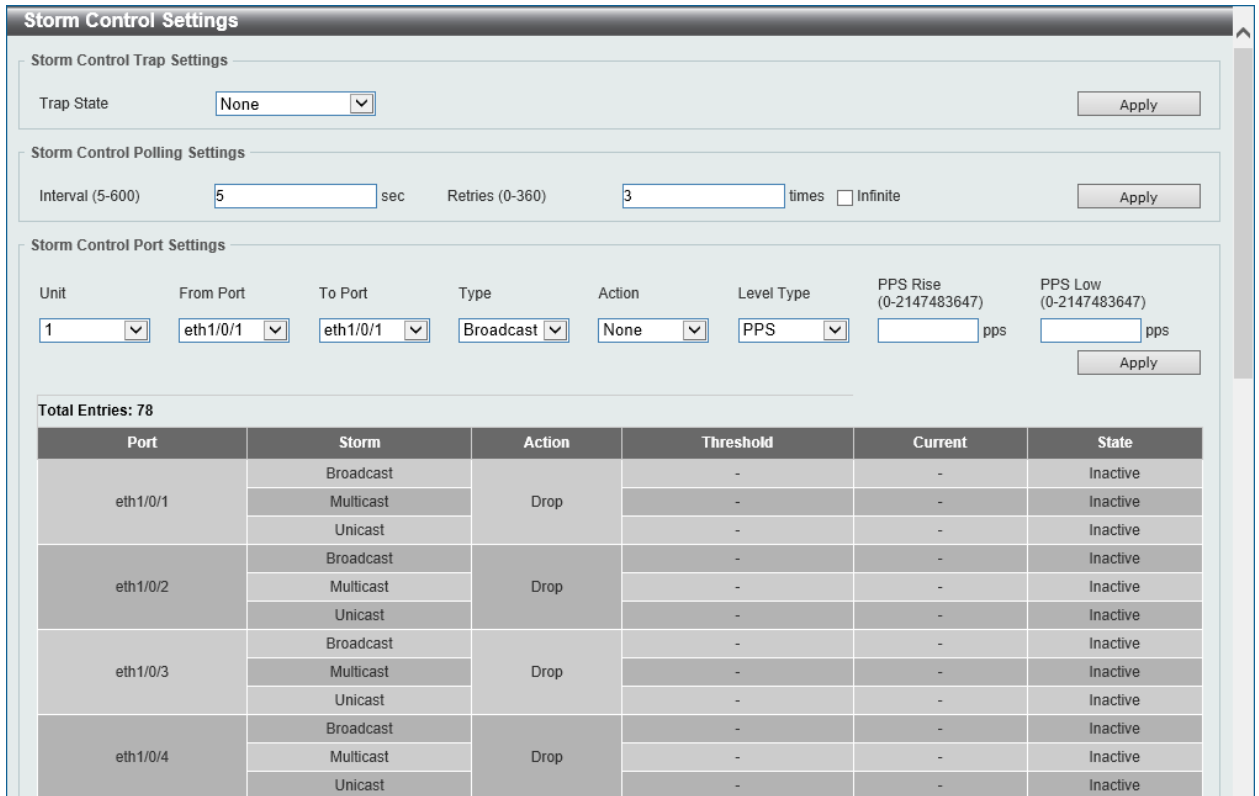 Storm Control Settings
Storm Control Trap Settings
Trap State None Apply
Storm Control Polling Settings
Interval (5-600) 5 sec Retries (0-360) 3 times Infinite Apply
Storm Control Port Settings
Unit From Port To Port Type Action Level Type PPS Rise (0-2147483647) PPS Low (0-2147483647)
1 eth1/0/1 eth1/0/1 Broadcast None PPS pps pps
Apply
Total Entries: 78
Port Storm Action Threshold Current State
eth1/0/1 Broadcast Drop - - Inactive
Multicast - - Inactive
Unicast - - Inactive
eth1/0/2 Broadcast Drop - - Inactive
Multicast - - Inactive
Unicast - - Inactive
eth1/0/3 Broadcast Drop - - Inactive
Multicast - - Inactive
Unicast - - Inactive
eth1/0/4 Broadcast Drop - - Inactive
Multicast - - Inactive
Unicast - - Inactive